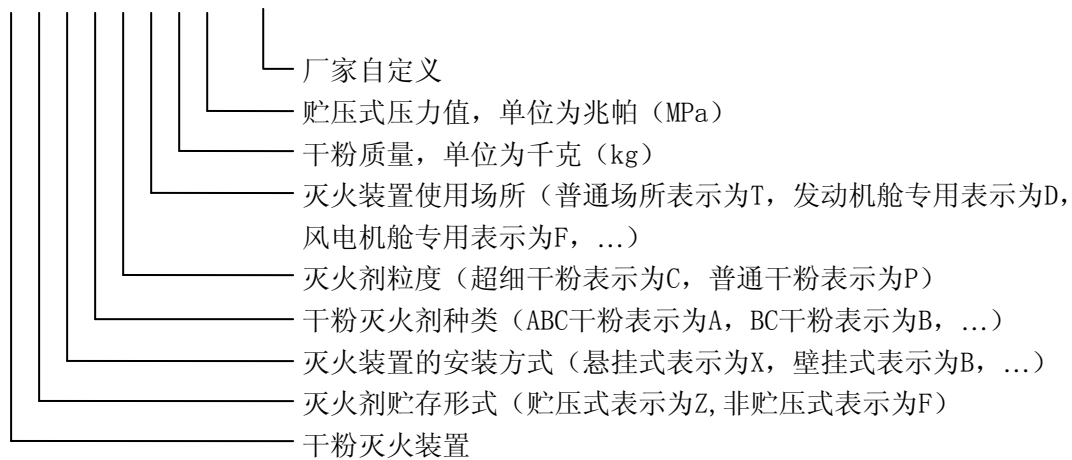 厂家自定义
贮压式压力值，单位为兆帕（MPa）
干粉质量，单位为千克（kg）
灭火装置使用场所（普通场所表示为T，发动机舱专用表示为D，
风电机舱专用表示为F，...）
灭火剂粒度（超细干粉表示为C，普通干粉表示为P）
干粉灭火剂种类（ABC干粉表示为A，BC干粉表示为B，...）
灭火装置的安装方式（悬挂式表示为X，壁挂式表示为B，...）
灭火剂贮存形式（贮压式表示为Z,非贮压式表示为F）
干粉灭火装置